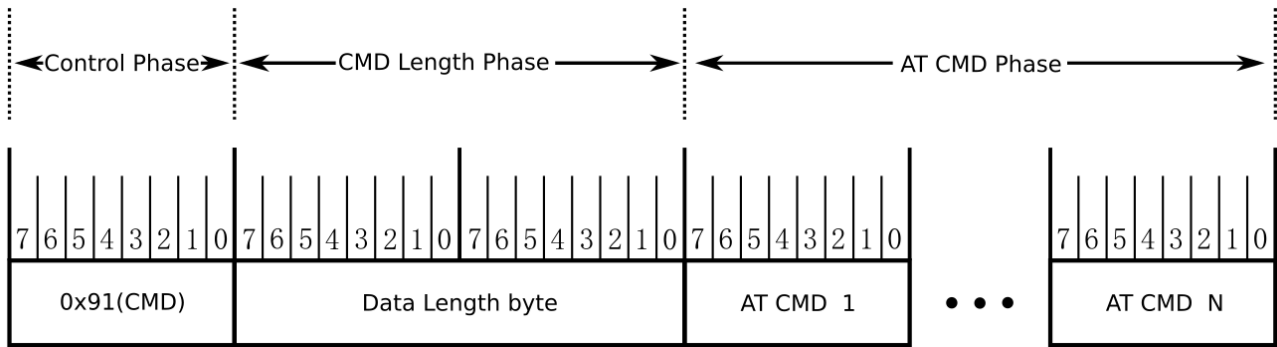 Control Phase CMD Length Phase AT CMD Phase
7 6 5 4 3 2 1 0 7 6 5 4 3 2 1 0 7 6 5 4 3 2 1 0 7 6 5 4 3 2 1 0 7 6 5 4 3 2 1 0
0x91(CMD) Data Length byte AT CMD 1 • • • AT CMD N